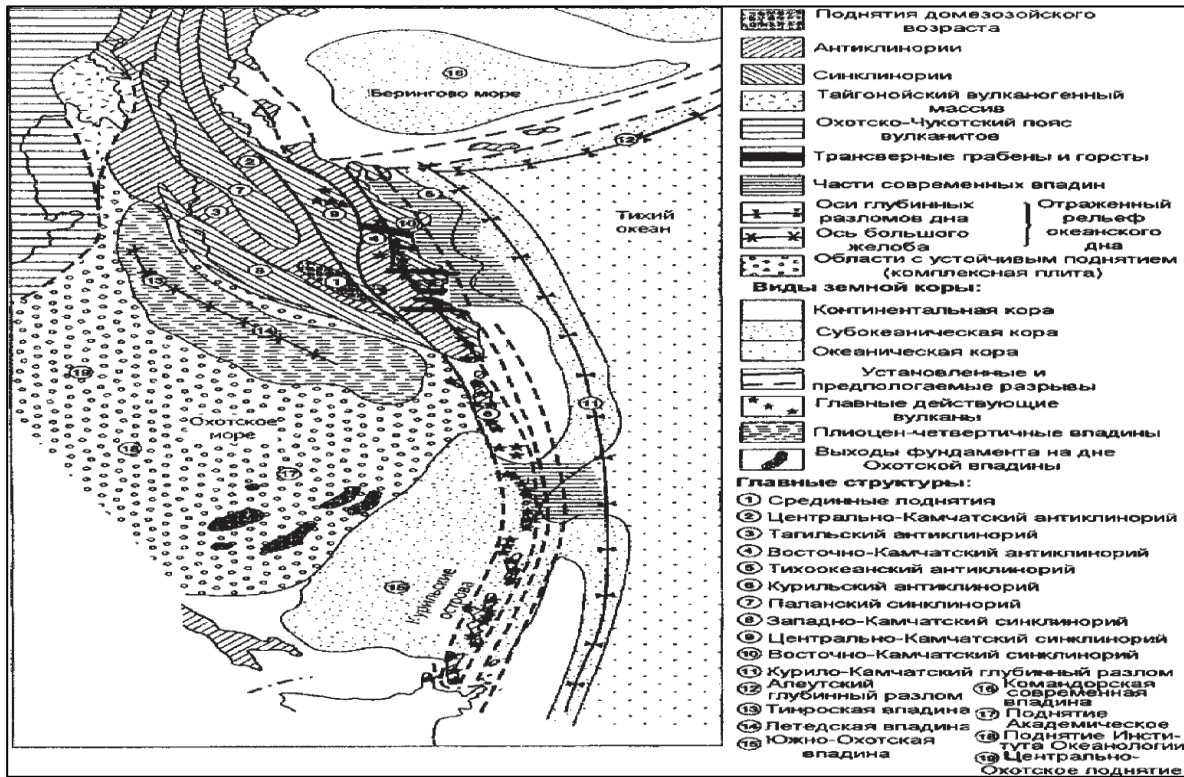 Берингово море
Тихий
океан
Охотское
море
Курильские
острова
Поднятия домезозойского
возраста
Антиклинории
Синклинории
Тайгонойский вулканогенный
массив
Охотско-Чукотский пояс
вулканитов
Трансверные грабены и горсты
Части современных впадин
Оси глубинных
разломов дна
Ось большого
желоба
Отраженный
рельеф
океанского
дна
Области с устойчивым поднятием
(комплексная плита)
Виды земной коры:
Континентальная кора
Субокеаническая кора
Океаническая кора
Установленные и
предпологаемые разрывы
Главные действующие
вулканы
Плиоцен-четвертичные впадины
Выходы фундамента на дне
Охотской впадины
Главные структуры:
① Срединные поднятия
② Центрально-Камчатский антиклинорий
③ Тагильский антиклинорий
④ Восточно-Камчатский антиклинорий
⑤ Тихоокеанский антиклинорий
⑥ Курильский антиклинорий
⑦ Паланский синклинорий
⑧ Западно-Камчатский синклинорий
⑨ Центрально-Камчатский синклинорий
⑩ Восточно-Камчатский синклинорий
⑪ Курило-Камчатский глубинный разлом
⑫ Алеутский
глубинный разлом
⑬ Тинроская впадина
⑭ Летедская впадина
⑮ Южно-Охотская
впадина
⑯ Командорская
современная
впадина
⑰ Поднятие
Академическое
⑱ Поднятие Инсти-
тута Океанологии
⑲ Центрально-
Охотское поднятие